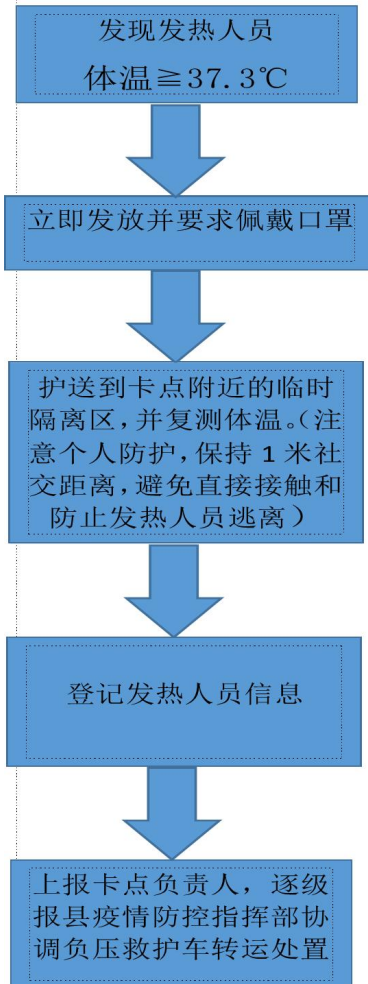 发现发热人员
体温≧37.3℃
立即发放并要求佩戴口罩
护送到卡点附近的临时
隔离区,并复测体温。(注
意个人防护,保持 1 米社
交距离,避免直接接触和
防止发热人员逃离)
登记发热人员信息
上报卡点负责人，逐级
报县疫情防控指挥部协
调负压救护车转运处置